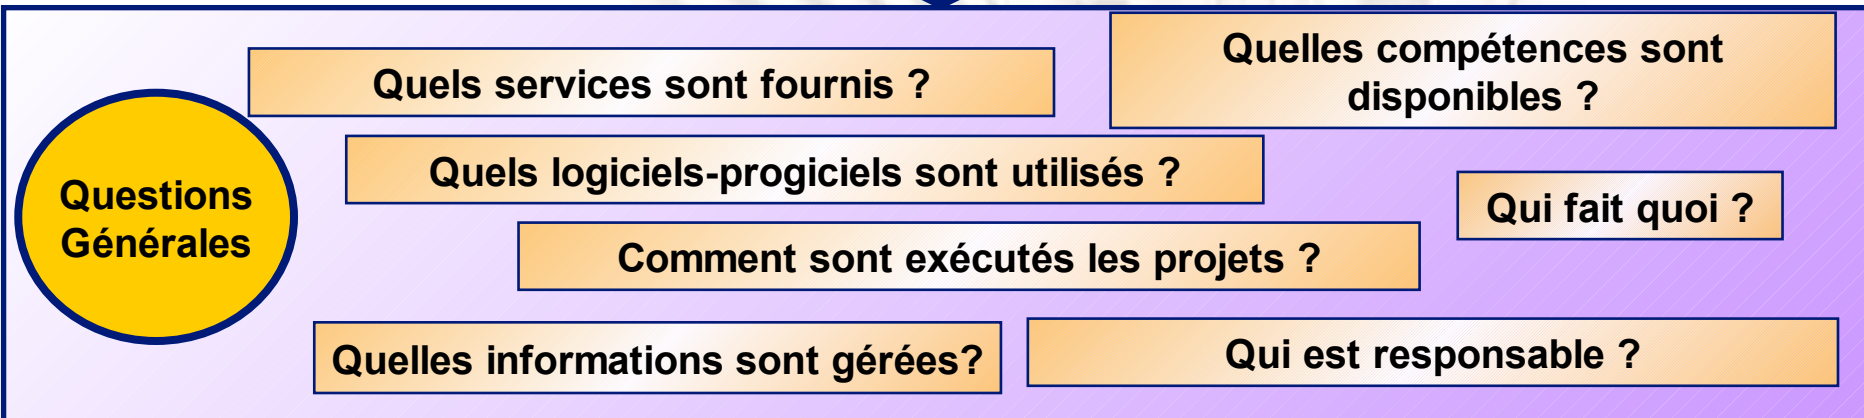 Quels services sont fournis ?
Quelles compétences sont
disponibles ?
Quels logiciels-progiciels sont utilisés ?
Questions
Générales
Qui fait quoi ?
Comment sont exécutés les projets ?
Quelles informations sont gérées?
Qui est responsable ?